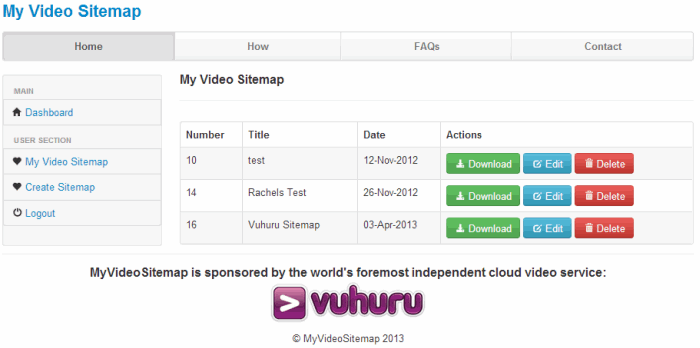 My Video Sitemap
Home How FAQs Contact
MAIN
Dashboard
USER SECTION
My Video Sitemap
Create Sitemap
Logout
My Video Sitemap
Number Title Date Actions
10 test 12-Nov-2012 Download Edit Delete
14 Rachels Test 26-Nov-2012 Download Edit Delete
16 Vuhuru Sitemap 03-Apr-2013 Download Edit Delete
MyVideoSitemap is sponsored by the world's foremost independent cloud video service:
vuhuru
© MyVideoSitemap 2013